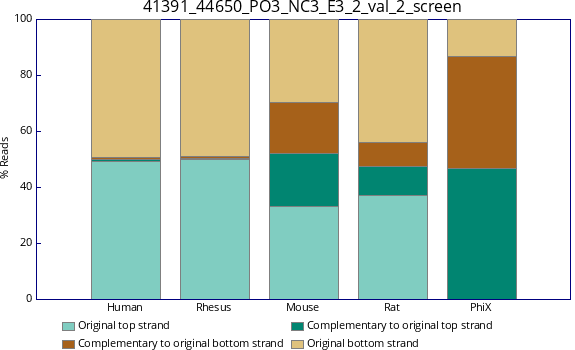 41391_44650_PO3_NC3_E3_2_val_2_screen
100
80
60
40
20
0
% Reads
Human Rhesus Mouse Rat PhiX
Original top strand Complementary to original top strand
Complementary to original bottom strand Original bottom strand